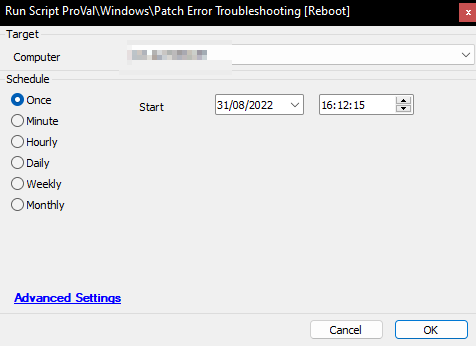 Run Script ProVal\Windows\Patch Error Troubleshooting [Reboot]
Target
Computer
Schedule
Once
Start
31/08/2022
16:12:15
Minute
Hourly
Daily
Weekly
Monthly
Advanced Settings
Cancel
OK